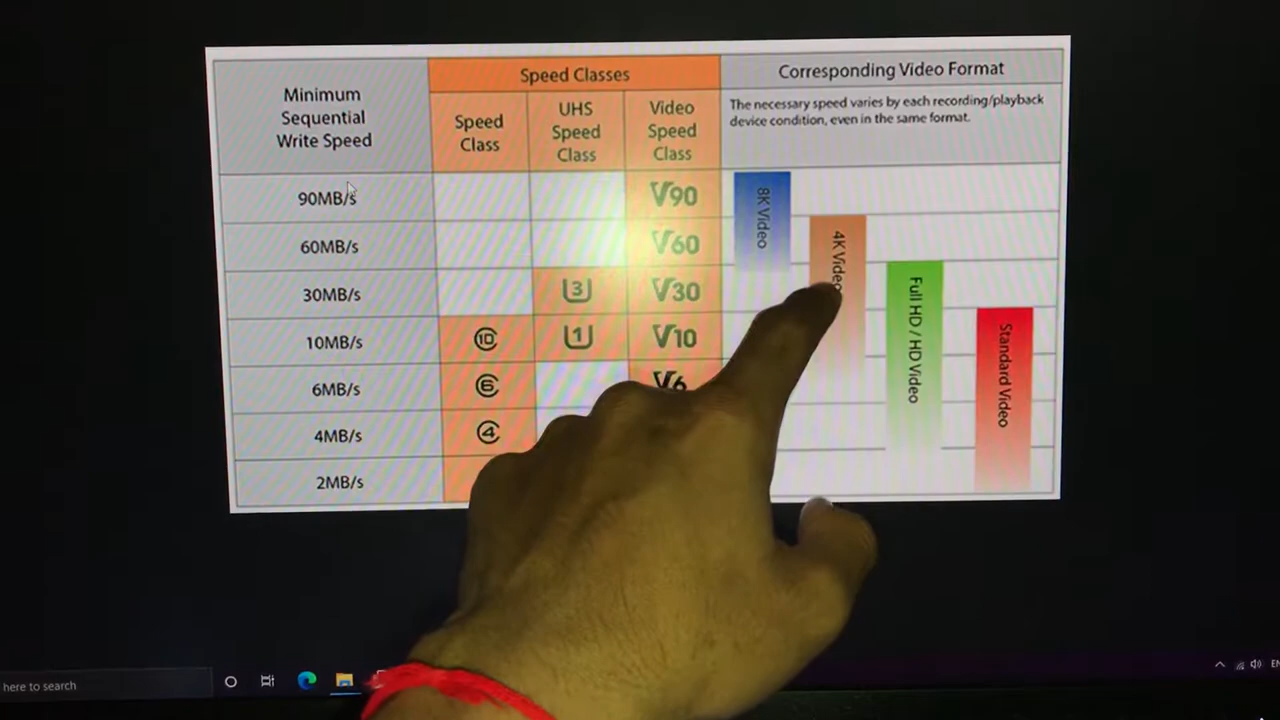 Minimum
Sequential
Write Speed
Speed Classes
Speed
Class
UHS
Speed
Class
Video
Speed
Class
Corresponding Video Format
The necessary speed varies by each recording/playback
device condition, even in the same format.
90MB/s
V90
60MB/s
V60
30MB/s
3
V30
10MB/s
10
1
V10
6MB/s
6
V6
4MB/s
4
2MB/s
8K Video
4K Video
Full HD / HD Video
Standard Video
here to search